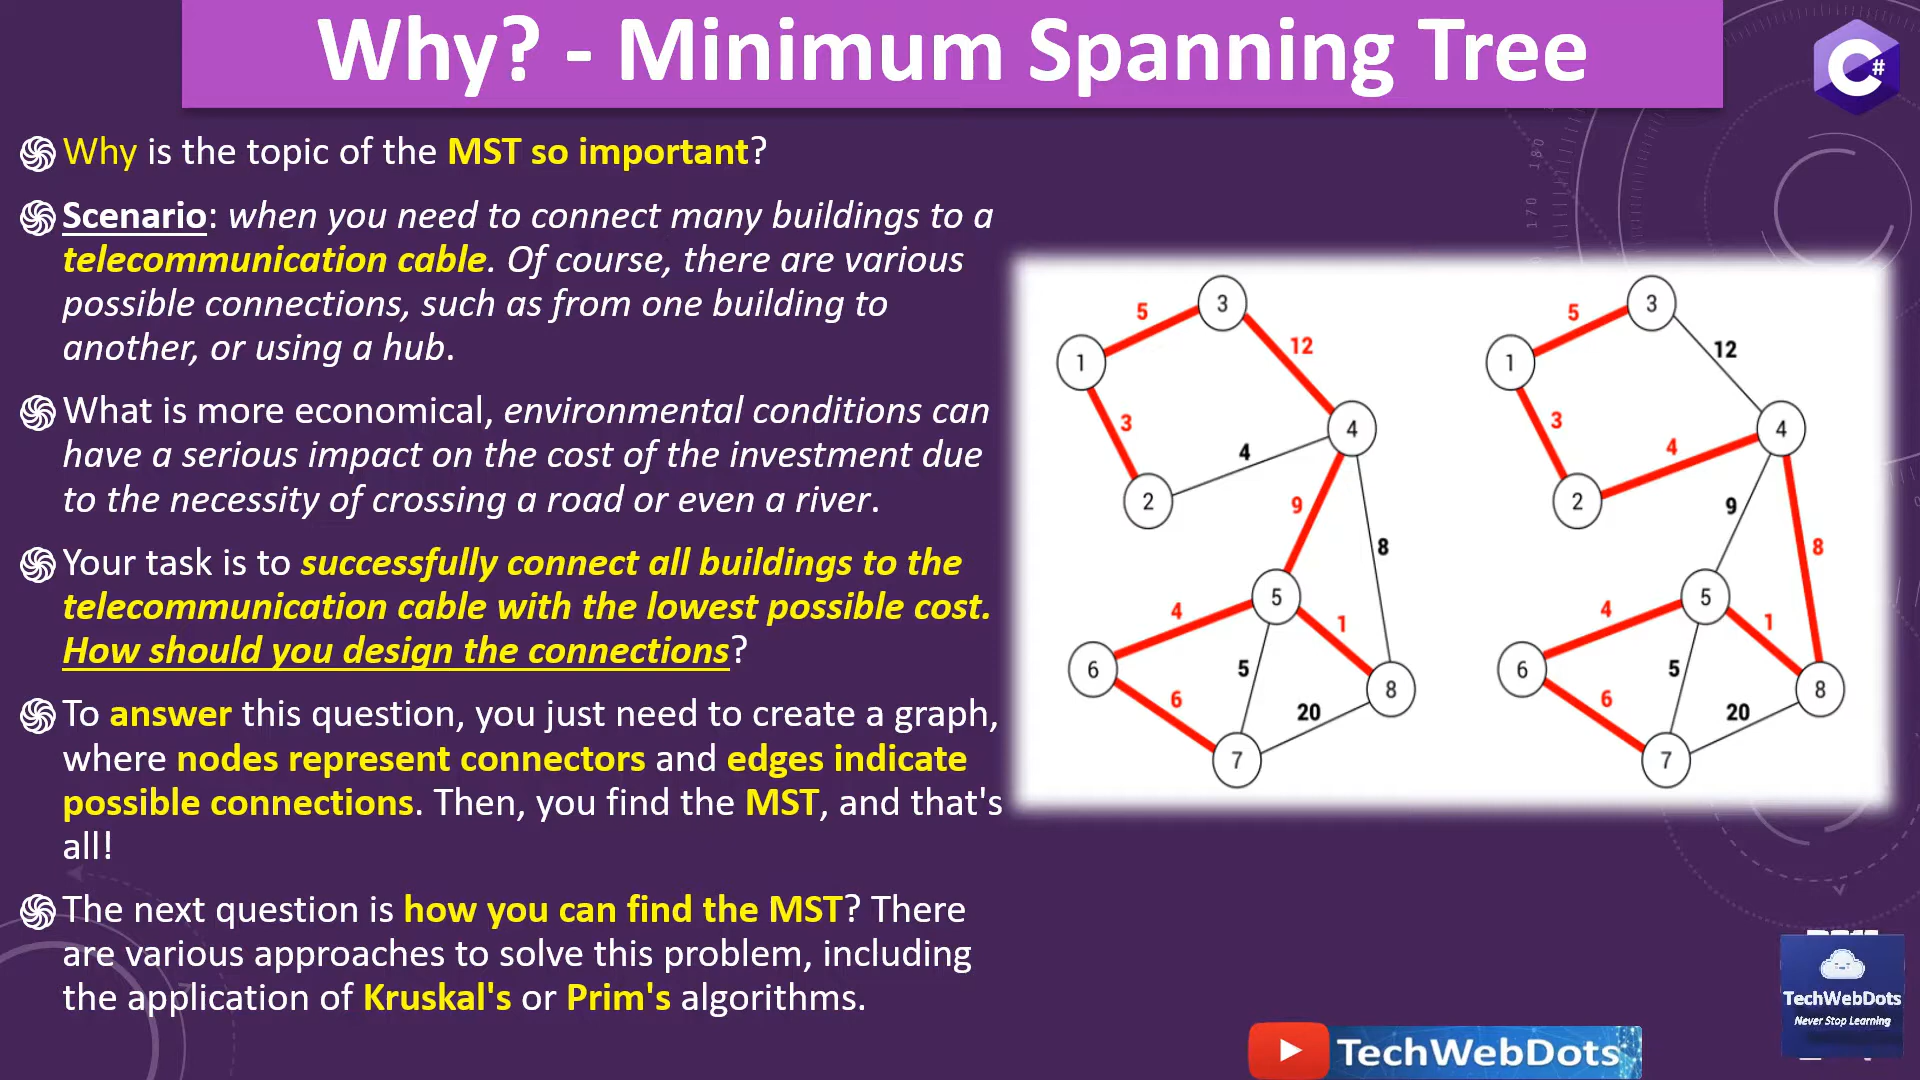 Why? - Minimum Spanning Tree
C#
Why is the topic of the MST so important?
Scenario: when you need to connect many buildings to a
telecommunication cable. Of course, there are various
possible connections, such as from one building to
another, or using a hub.
What is more economical, environmental conditions can
have a serious impact on the cost of the investment due
to the necessity of crossing a road or even a river.
Your task is to successfully connect all buildings to the
telecommunication cable with the lowest possible cost.
How should you design the connections?
To answer this question, you just need to create a graph,
where nodes represent connectors and edges indicate
possible connections. Then, you find the MST, and that's
all!
The next question is how you can find the MST? There
are various approaches to solve this problem, including
the application of Kruskal's or Prim's algorithms.
5 3
12
1
3
4
4
2
9
8
5
4
1
6
5
8
6
20
7
5 3
12
1
3
4
4
2
9
8
5
4
1
6
5
8
6
20
7
180
170
TechWebDots
Never Stop Learning
TechWebDots